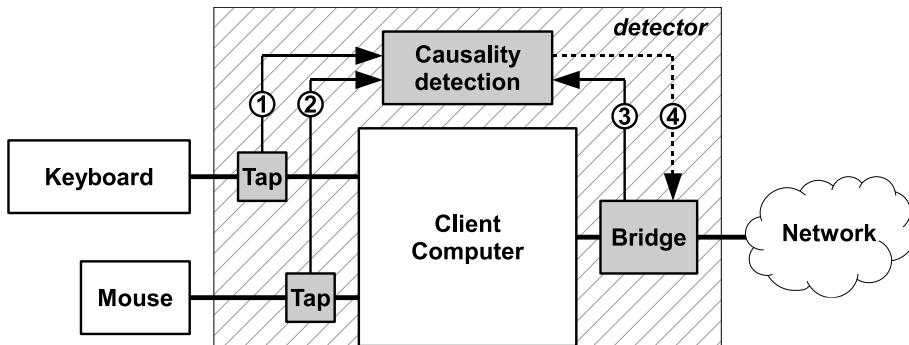 detector
Causality
detection
1
2
3
4
Keyboard
Tap
Client
Computer
Bridge
Network
Mouse
Tap